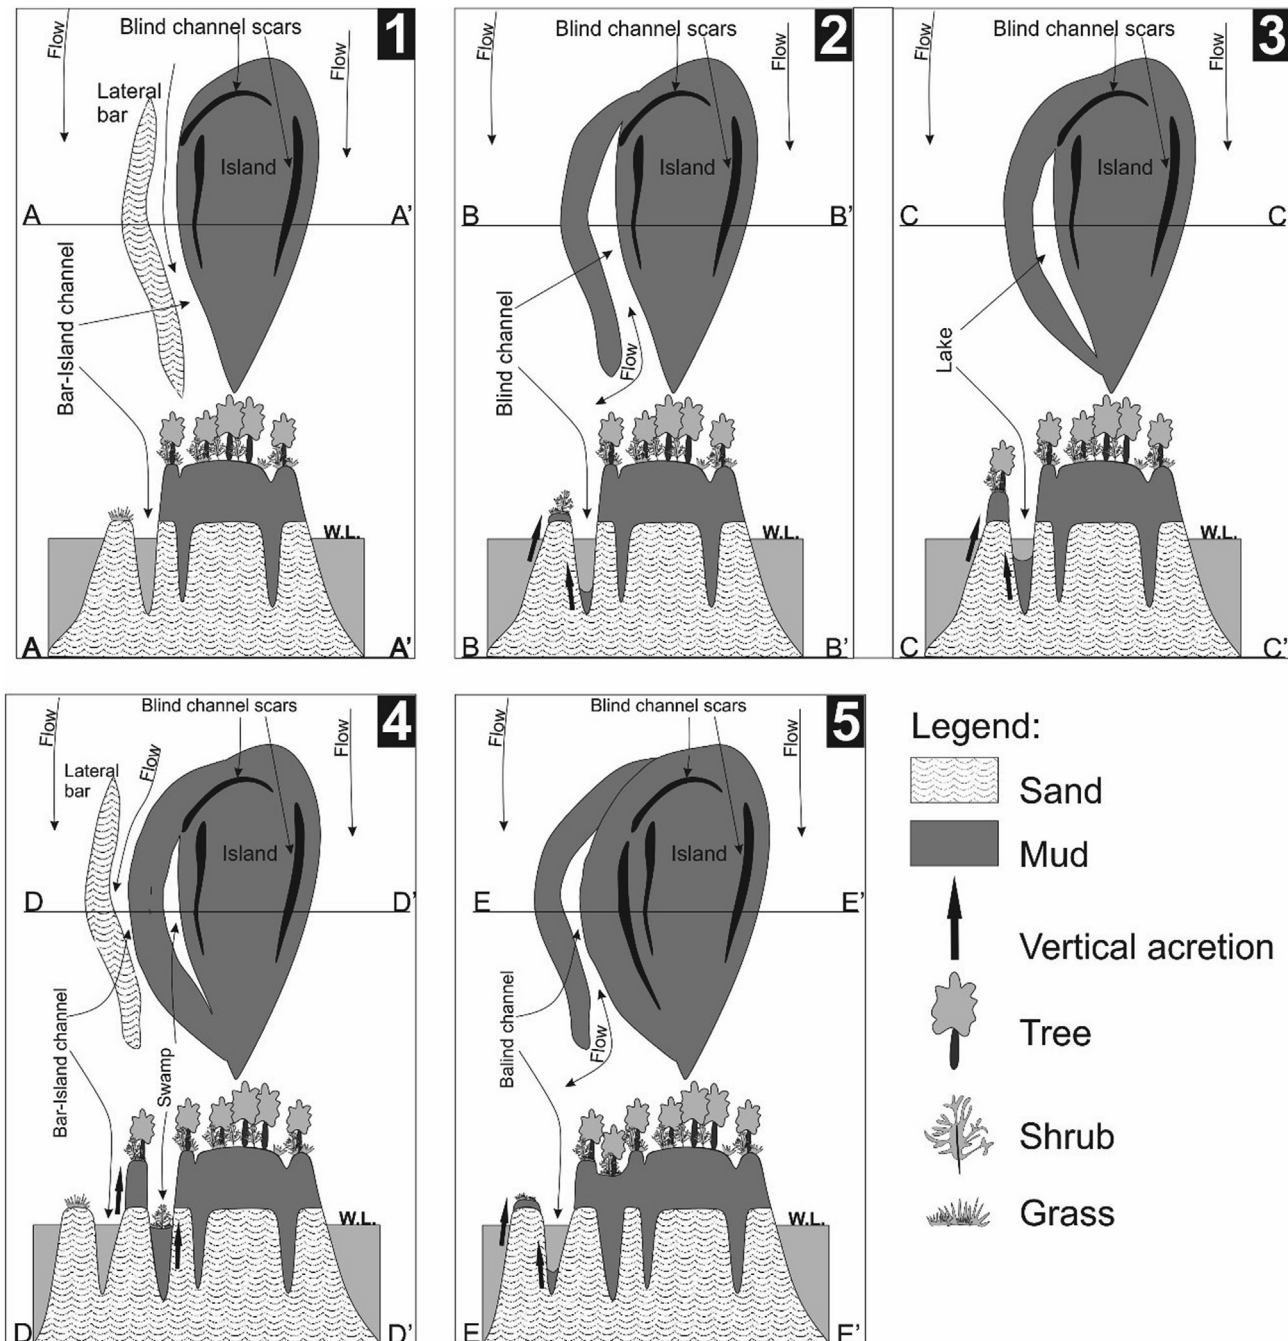 1
Flow
Blind channel scars
Flow
Lateral
bar
Island
A
A'
Bar-Island channel
W.L.
A
A'
2
Flow
Blind channel scars
Flow
Island
B
B'
Blind channel
Flow
W.L.
B
B'
3
Flow
Blind channel scars
Flow
Island
C
C
Lake
W.L.
C
C'
4
Flow
Blind channel scars
Flow
Lateral
bar
Flow
Island
D
D'
Bar-Island channel
Swamp
W.L.
D
D'
5
Flow
Blind channel scars
Flow
Island
E
E'
Balind channel
Flow
W.L.
E
E'
Legend:
Sand
Mud
Vertical acretion
Tree
Shrub
Grass